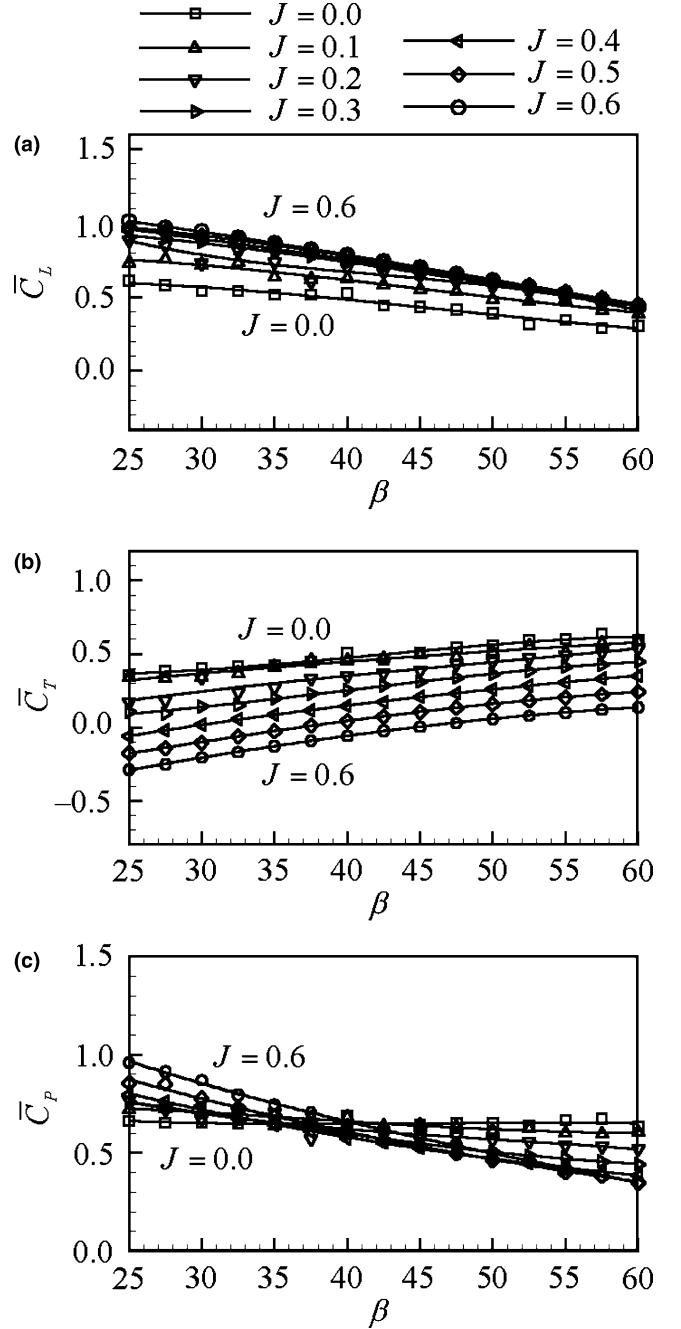 J = 0.0
J = 0.1
J = 0.2
J = 0.3
J = 0.4
J = 0.5
J = 0.6
(a)
1.5
1.0
0.5
0.0
C̅_L
J = 0.6
J = 0.0
25 30 35 40 45 50 55 60
β
(b)
1.0
0.5
0.0
−0.5
C̅_T
J = 0.0
J = 0.6
25 30 35 40 45 50 55 60
β
(c)
1.5
1.0
0.5
0.0
C̅_P
J = 0.6
J = 0.0
25 30 35 40 45 50 55 60
β